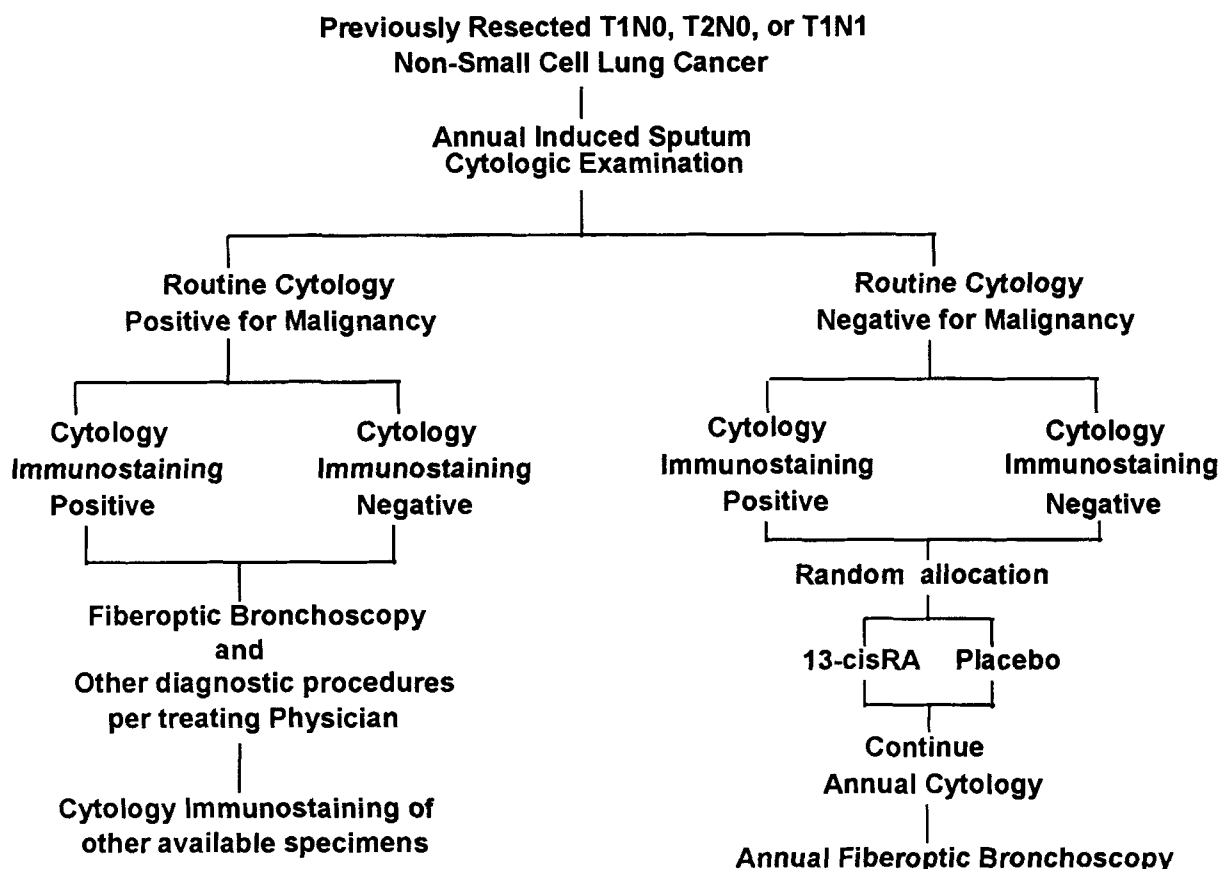 Previously Resected T1N0, T2N0, or T1N1
Non-Small Cell Lung Cancer
Annual Induced Sputum
Cytologic Examination
Routine Cytology
Positive for Malignancy
Routine Cytology
Negative for Malignancy
Cytology
Immunostaining
Positive
Cytology
Immunostaining
Negative
Cytology
Immunostaining
Positive
Cytology
Immunostaining
Negative
Fiberoptic Bronchoscopy
and
Other diagnostic procedures
per treating Physician
Cytology Immunostaining of
other available specimens
Random allocation
13-cisRA
Placebo
Continue
Annual Cytology
Annual Fiberoptic Bronchoscopy